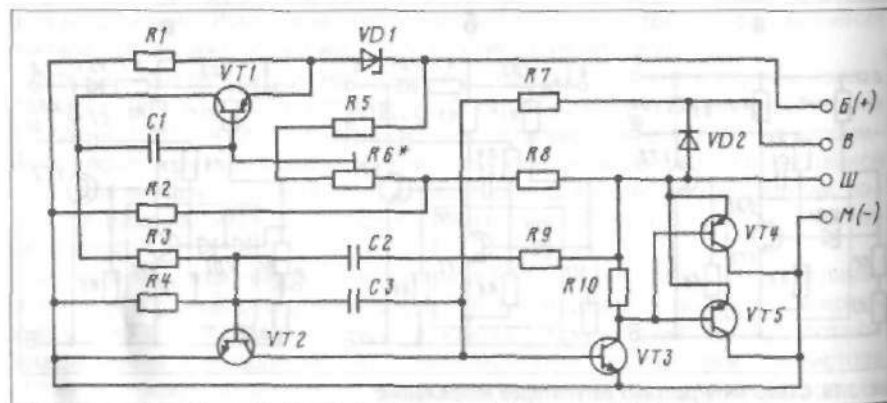 R1
VD1
VT1
R7
R5
Б(+)
C1
R6*
VD2
В
R8
Ш
R2
М(-)
R3
C2
R9
VT4
R4
C3
R10
VT5
VT2
VT3